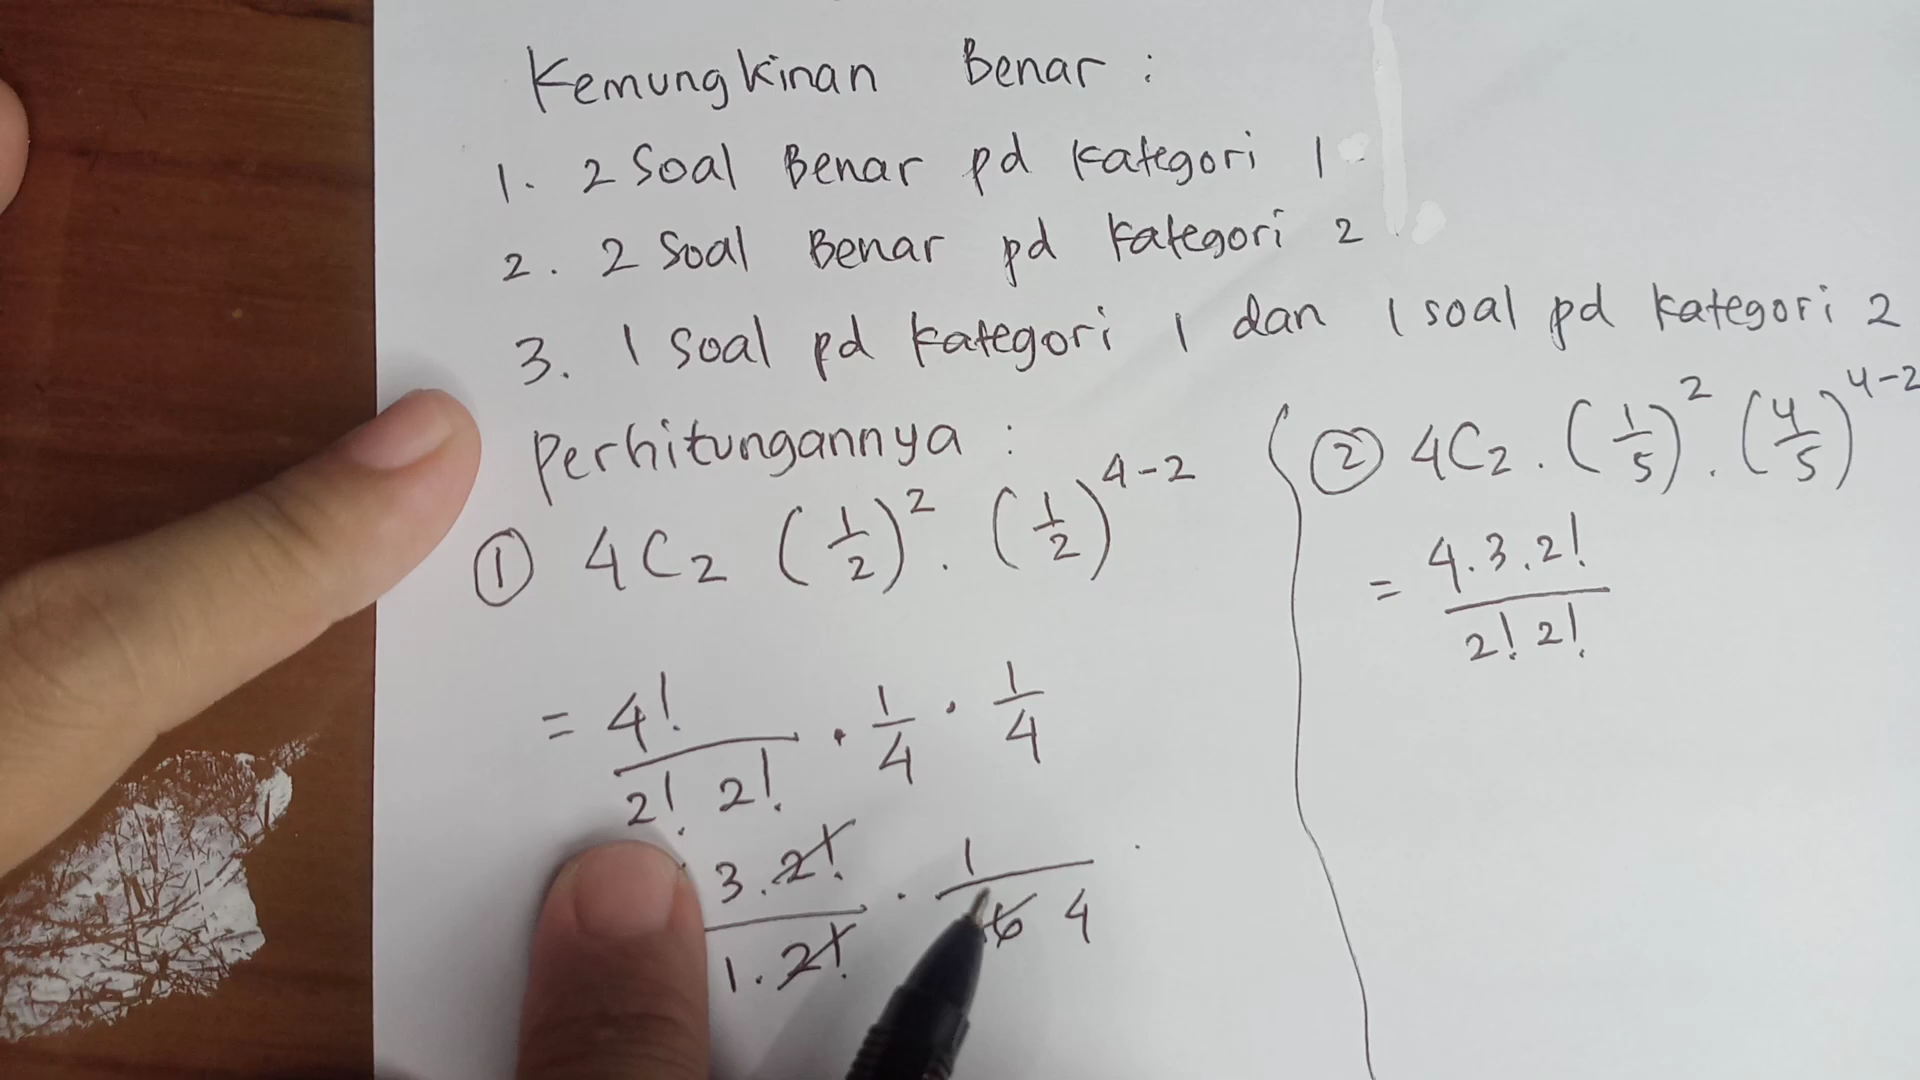 Kemungkinan Benar :
1. 2 Soal Benar pd Kategori 1
2. 2 Soal Benar pd Kategori 2
3. 1 Soal pd Kategori 1 dan 1 soal pd Kategori 2
Perhitungannya :
① 4C₂ (1/2)² . (1/2)⁴⁻²
= 4!/2! 2! . 1/4 . 1/4
3.2!/1.2! . 1/16 4
② 4C₂ . (1/5)² . (4/5)⁴⁻²
= 4.3.2!/2! 2!